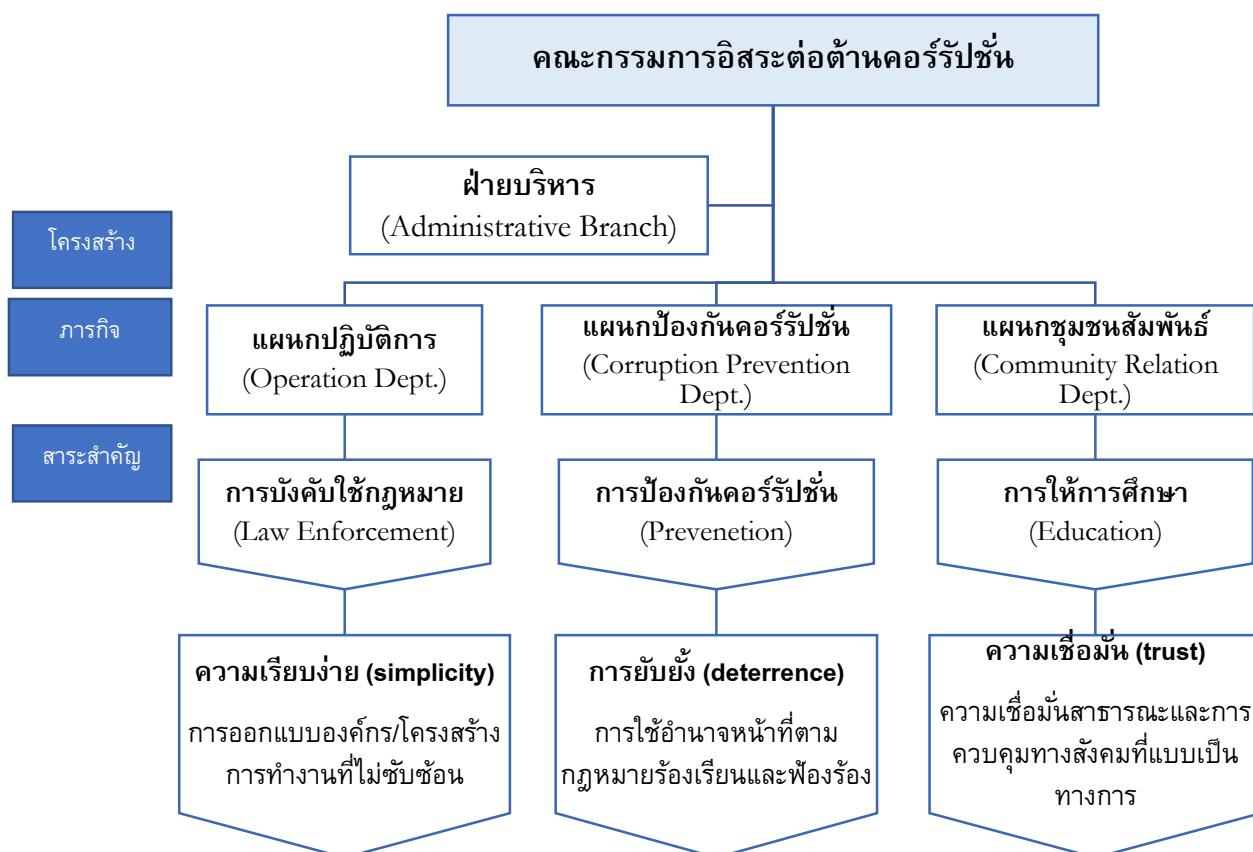 คณะกรรมการอิสระต่อต้านคอร์รัปชั่น
ฝ่ายบริหาร
(Administrative Branch)
โครงสร้าง
ภารกิจ
สาระสำคัญ
แผนกปฏิบัติการ
(Operation Dept.)
แผนกป้องกันคอร์รัปชั่น
(Corruption Prevention
Dept.)
แผนกชุมชนสัมพันธ์
(Community Relation
Dept.)
การบังคับใช้กฎหมาย
(Law Enforcement)
การป้องกันคอร์รัปชั่น
(Prevenetion)
การให้การศึกษา
(Education)
ความเรียบง่าย (simplicity)
การออกแบบองค์กร/โครงสร้าง
การทำงานที่ไม่ซับซ้อน
การยับยั้ง (deterrence)
การใช้อำนาจหน้าที่ตาม
กฎหมายร้องเรียนและฟ้องร้อง
ความเชื่อมั่น (trust)
ความเชื่อมั่นสาธารณะและการ
ควบคุมทางสังคมที่แบบเป็น
ทางการ